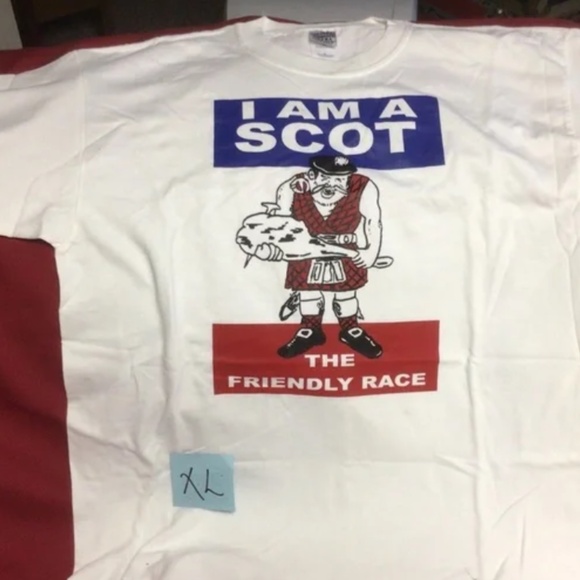 I AM A
SCOT
THE
FRIENDLY RACE
XL